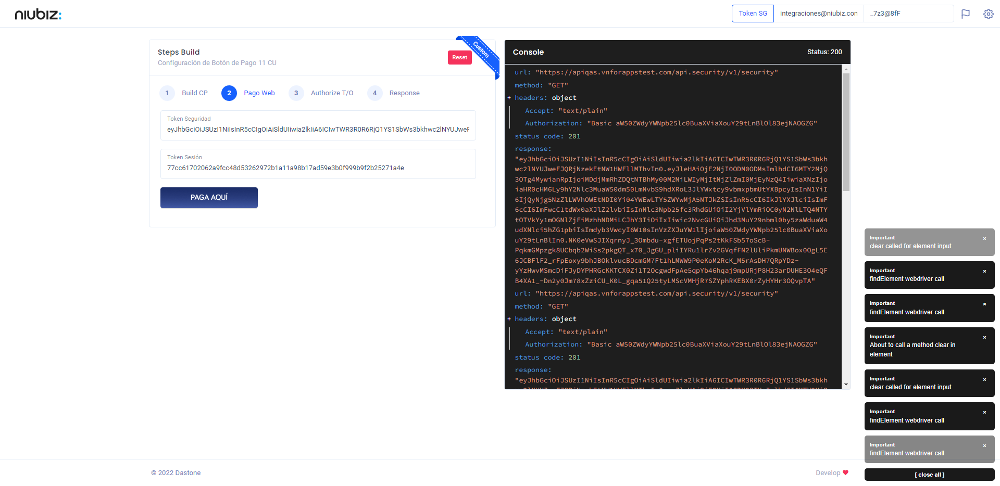 niubiz:
Token SG
integraciones@niubiz.con
_7z3@8fF
Steps Build
Configuración de Botón de Pago 11 CU
Reset
Custom
1 Build CP
2 Pago Web
3 Authorize T/O
4 Response
Token Seguridad
eyJhbGciOiJSUzI1NiIsInR5cCIgOiAiSldUIiwia2lkIiA6ICIwTWR3R0R6RjQ1YS1SbWs3bkhwc2lNYUJweF
Token Sesión
77cc61702062a9fcc48d53262972b1a11a98b17ad59e3b0f999b9f2b25271a4e
PAGA AQUÍ
Console
Status: 200
url: "https://apiqas.vnforappstest.com/api.security/v1/security"
method: "GET"
+ headers: object
Accept: "text/plain"
Authorization: "Basic aW50ZWdyYWNpb25lc0BuaXViaXouY29tLnBlOl83ejNAOGZG"
status code: 201
response:
"eyJhbGciOiJSUzI1NiIsInR5cCIgOiAiSldUIiwia2lkIiA6ICIwTWR3R0R6RjQ1YS1SbWs3bkh
wc2lNYUJweFJQRjNzekEtNW1HWFllMThvIn0.eyJleHAiOjE2NjI0ODM0ODMsImlhdCI6MTY2MjQ
3OTg4MywianRpIjoiMDdjMmRhZDQtNTBhMy00M2NiLWIyMjItNjZlZmI0MjEyNzQ4IiwiaXNzIjo
iaHR0cHM6Ly9hY2Nlc3MuaW50dm50LmNvbS9hdXRoL3JlYWxtcy9vbmxpbmUtYXBpcyIsInN1YiI
6IjQyNjg5NzZlLWVhOWEtNDI0Yi04YWEwLTY5ZWYwMjA5NTJkZSIsInR5cCI6IkJlYXJlciIsImF
6cCI6ImFwcC1tdWx0aXJlZ2lvbiIsInNlc3Npb25fc3RhdGUiOiI2YjVlYmRiOC0yN2NlLTQ4NTY
tOTVkYy1mOGNlZjFiMzhhNDMiLCJhY3IiOiIxIiwic2NvcGUiOiJhd3MuY29nbml0by5zaWduaW4
udXNlci5hZG1pbiIsImdyb3VwcyI6W10sInVzZXJuYW1lIjoiaW50ZWdyYWNpb25lc0BuaXViaXo
uY29tLnBlIn0.NK0eVwSJIXqrnyJ_3Ombdu-xgfETUojPqPs2tKkFSb57oScB-
PqkmGMpzgk8UCbqb2WiSs2pkgQT_x70_JgGU_pliIYRu1lrZv2GVqfFN2lUliPkmUNWBox0OgL5E
6JCBFlF2_rFpEoxy9bhJBOklvucBDcmGM7Ft1hLMWW9P0eKoM2RcK_M5rAsDH7QRpYDz-
yYzHwvMSmcDiFJyDYPHRGcKKTCX0Zi1T2OcgwdFpAe5qpYb46hqaj9mpURjP8H23arDUHE3O4eQF
B4XA1_-Dn2y0Jm78xZziCU_K0L_gqa51Q25tyLMScVMHjR7SZYphRKEBX0rZyHYHr3OQvpTA"
url: "https://apiqas.vnforappstest.com/api.security/v1/security"
method: "GET"
+ headers: object
Accept: "text/plain"
Authorization: "Basic aW50ZWdyYWNpb25lc0BuaXViaXouY29tLnBlOl83ejNAOGZG"
status code: 201
response:
"eyJhbGciOiJSUzI1NiIsInR5cCIgOiAiSldUIiwia2lkIiA6ICIwTWR3R0R6RjQ1YS1SbWs3bkh
Important
clear called for element input
Important
findElement webdriver call
Important
findElement webdriver call
Important
About to call a method clear in
element
Important
clear called for element input
Important
findElement webdriver call
Important
findElement webdriver call
[ close all ]
© 2022 Dastone
Develop